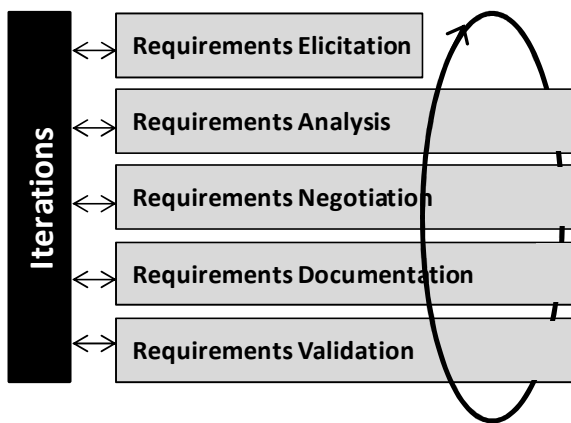 Iterations
Requirements Elicitation
Requirements Analysis
Requirements Negotiation
Requirements Documentation
Requirements Validation